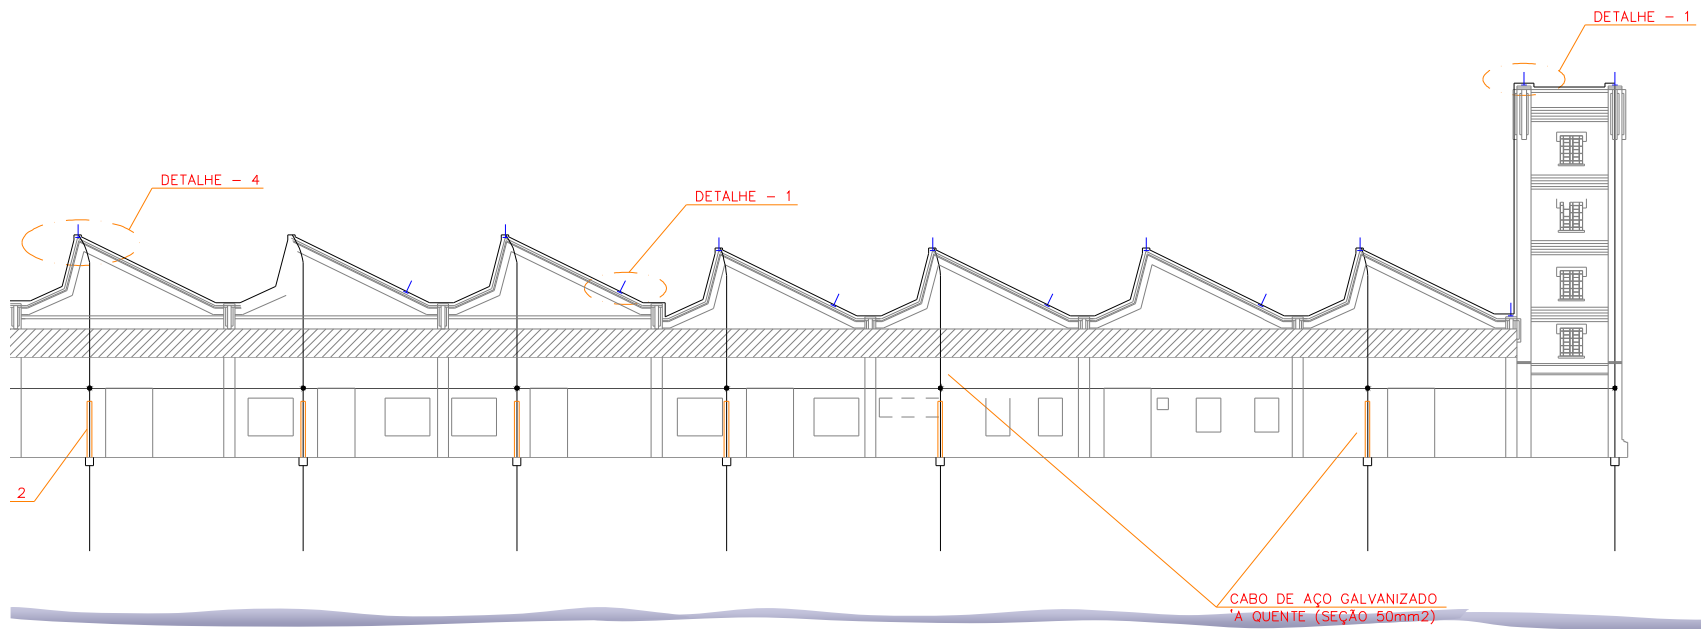 DETALHE - 1
DETALHE - 4
DETALHE - 1
2
CABO DE AÇO GALVANIZADO
'A QUENTE (SEÇÃO 50mm2)